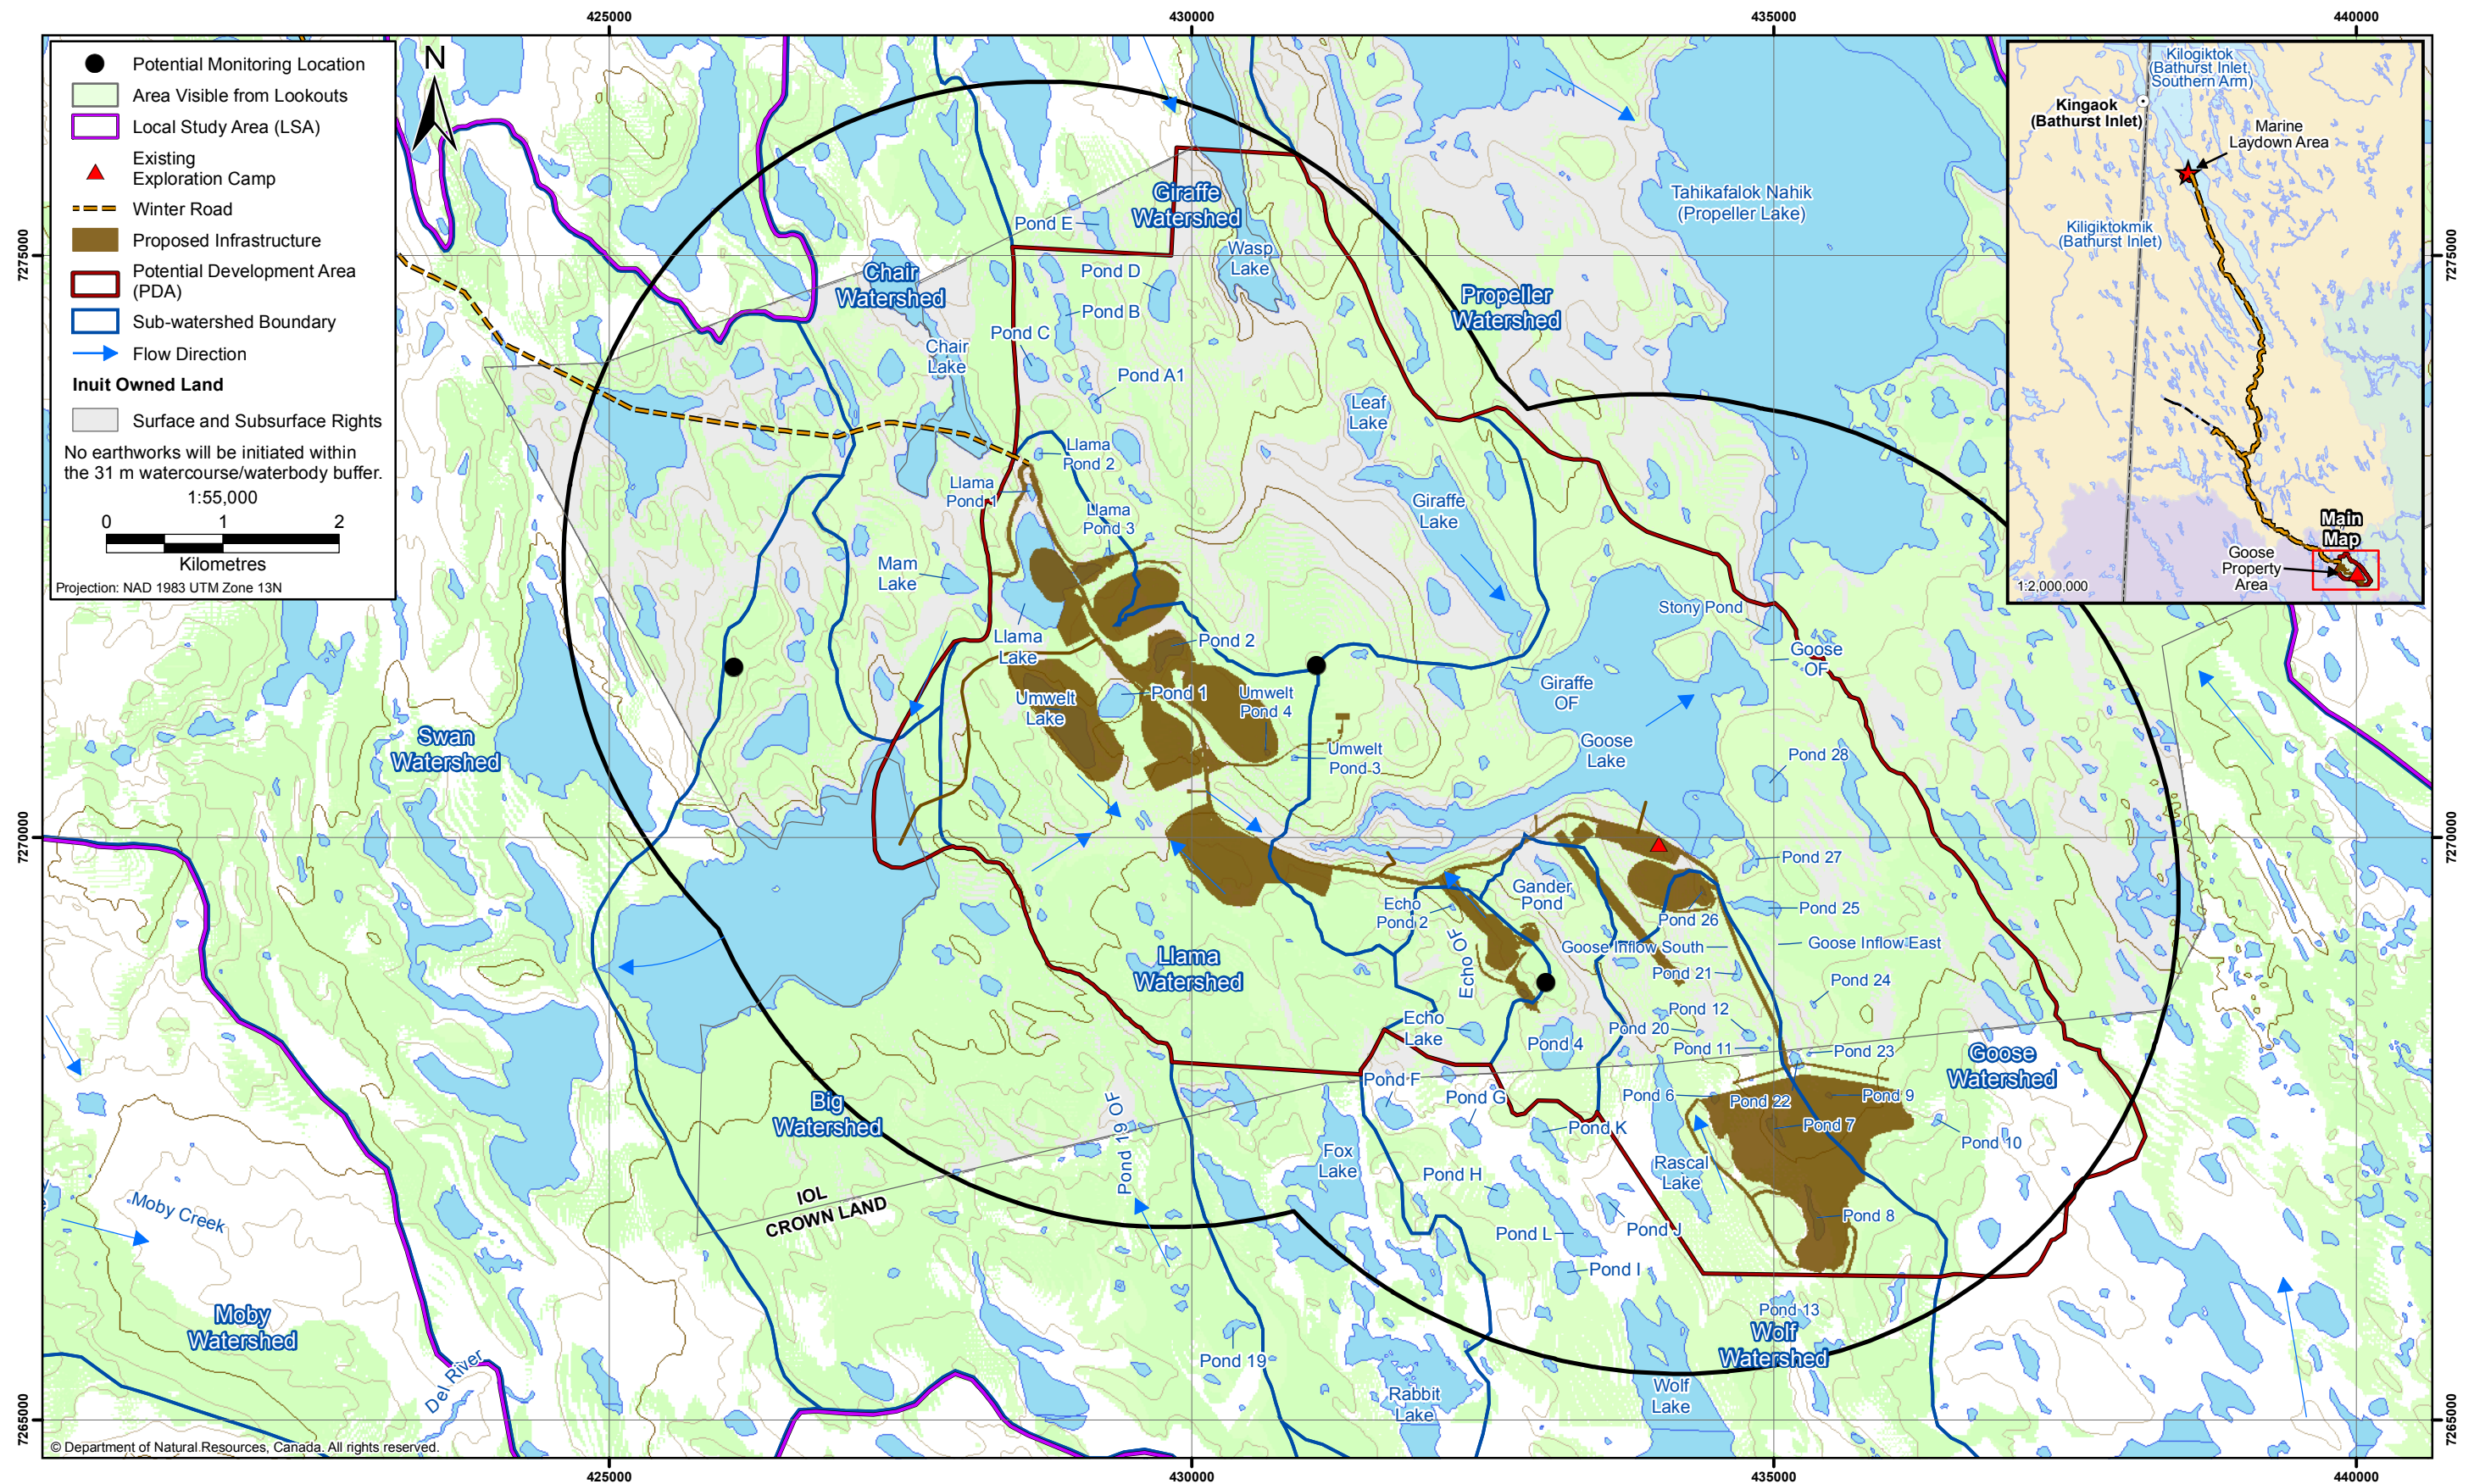 425000
430000
435000
440000
7275000
7270000
7265000
7275000
7270000
7265000
425000
430000
435000
440000
N
Potential Monitoring Location
Area Visible from Lookouts
Local Study Area (LSA)
Existing
Exploration Camp
Winter Road
Proposed Infrastructure
Potential Development Area
(PDA)
Sub-watershed Boundary
Flow Direction
Inuit Owned Land
Surface and Subsurface Rights
No earthworks will be initiated within
the 31 m watercourse/waterbody buffer.
1:55,000
0 1 2
Kilometres
Projection: NAD 1983 UTM Zone 13N
Kilogiktok
(Bathurst Inlet,
Southern Arm)
Kingaok
(Bathurst Inlet)
Marine
Laydown Area
Kiligiktokmik
(Bathurst Inlet)
Main
Map
Goose
Property
Area
1:2,000,000
Tahikafalok Nahik
(Propeller Lake)
Giraffe
Watershed
Pond E
Wasp
Lake
Chair
Watershed
Pond D
Pond B
Propeller
Watershed
Pond C
Chair
Lake
Pond A1
Leaf
Lake
Llama
Pond 2
Llama
Pond 1
Llama
Pond 3
Giraffe
Lake
Mam
Lake
Stony Pond
Llama
Lake
Pond 2
Goose
OF
Umwelt
Lake
Pond 1
Umwelt
Pond 4
Giraffe
OF
Swan
Watershed
Umwelt
Pond 3
Goose
Lake
Pond 28
Pond 27
Gander
Pond
Echo
Pond 2
Pond 26
Pond 25
Echo OF
Goose Inflow South
Goose Inflow East
Llama
Watershed
Pond 21
Pond 24
Pond 12
Echo
Lake
Pond 20
Pond 4
Pond 11
Pond 23
Goose
Watershed
Pond F
Pond G
Pond 6
Pond 22
Pond 9
Big
Watershed
Pond 19 OF
Pond K
Pond 7
Pond 10
Fox
Lake
Pond H
Rascal
Lake
IOL
CROWN LAND
Moby Creek
Pond L
Pond J
Pond 8
Pond I
Moby
Watershed
Pond 13
Wolf
Watershed
Pond 19
Del River
Rabbit
Lake
Wolf
Lake
© Department of Natural Resources, Canada. All rights reserved.